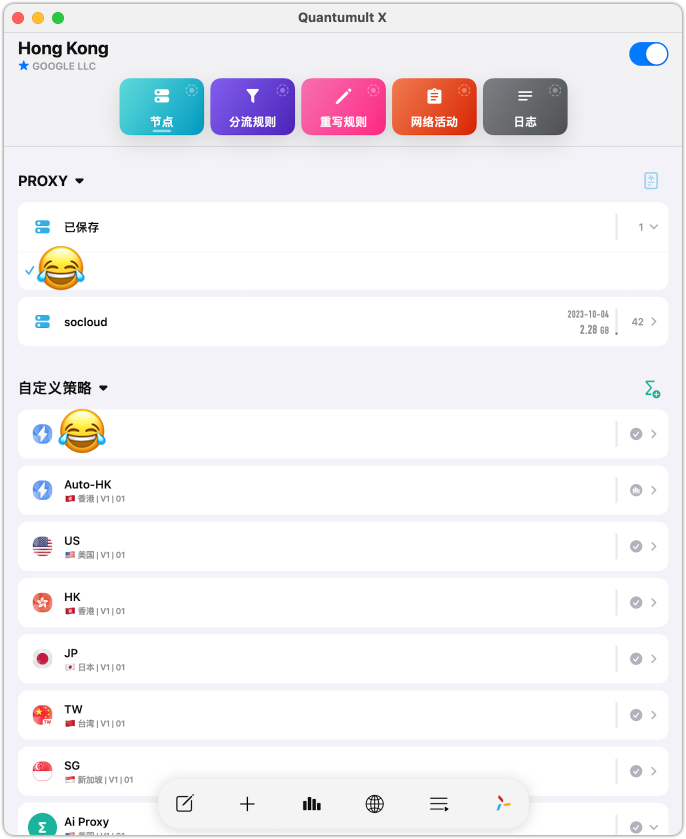 Quantumult X
Hong Kong
GOOGLE LLC
节点
分流规则
重写规则
网络活动
日志
PROXY
已保存
1
socloud
2023-10-04
2.28 GB
42
自定义策略
Auto-HK
香港 | V1 | 01
US
美国 | V1 | 01
HK
香港 | V1 | 01
JP
日本 | V1 | 01
TW
TW
台湾 | V1 | 01
SG
新加坡 | V1 | 01
Σ
Ai Proxy